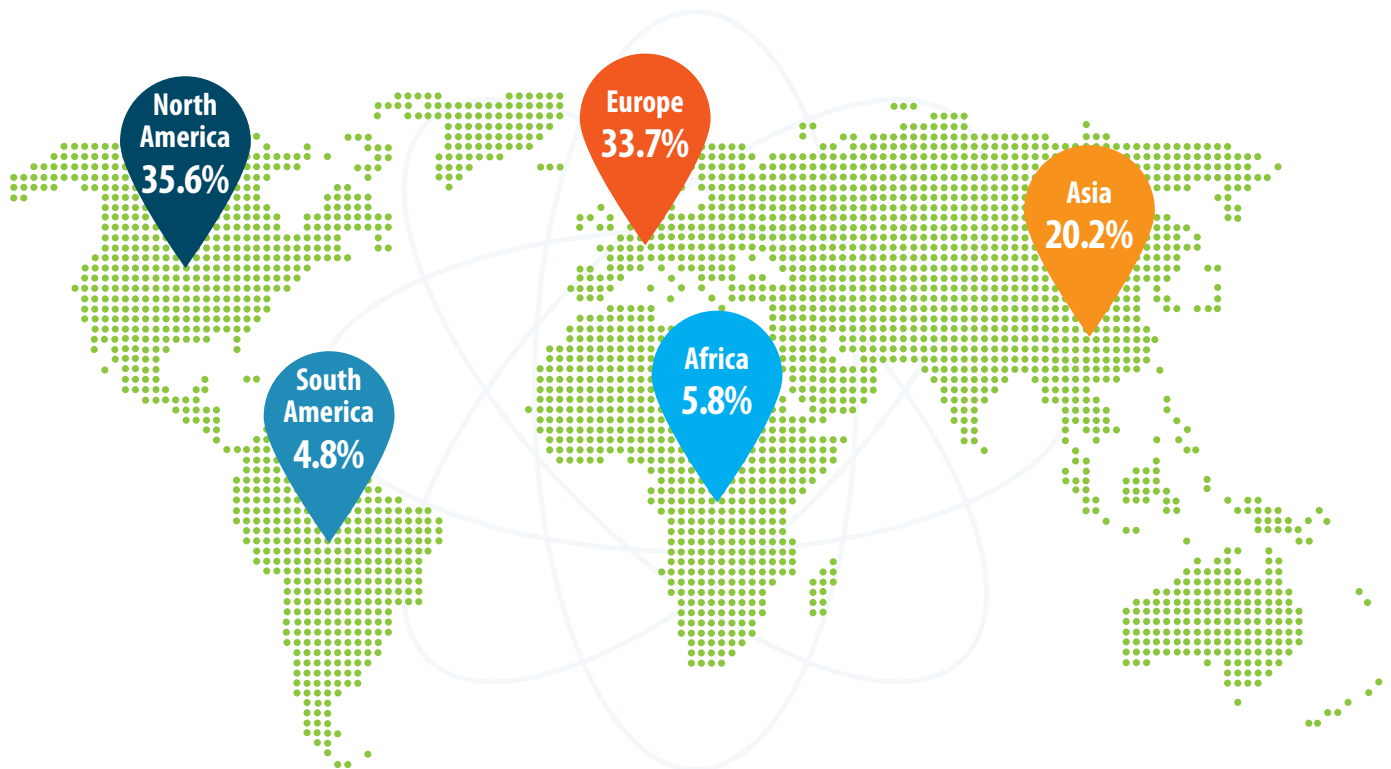 North
America
35.6%
Europe
33.7%
Asia
20.2%
South
America
4.8%
Africa
5.8%